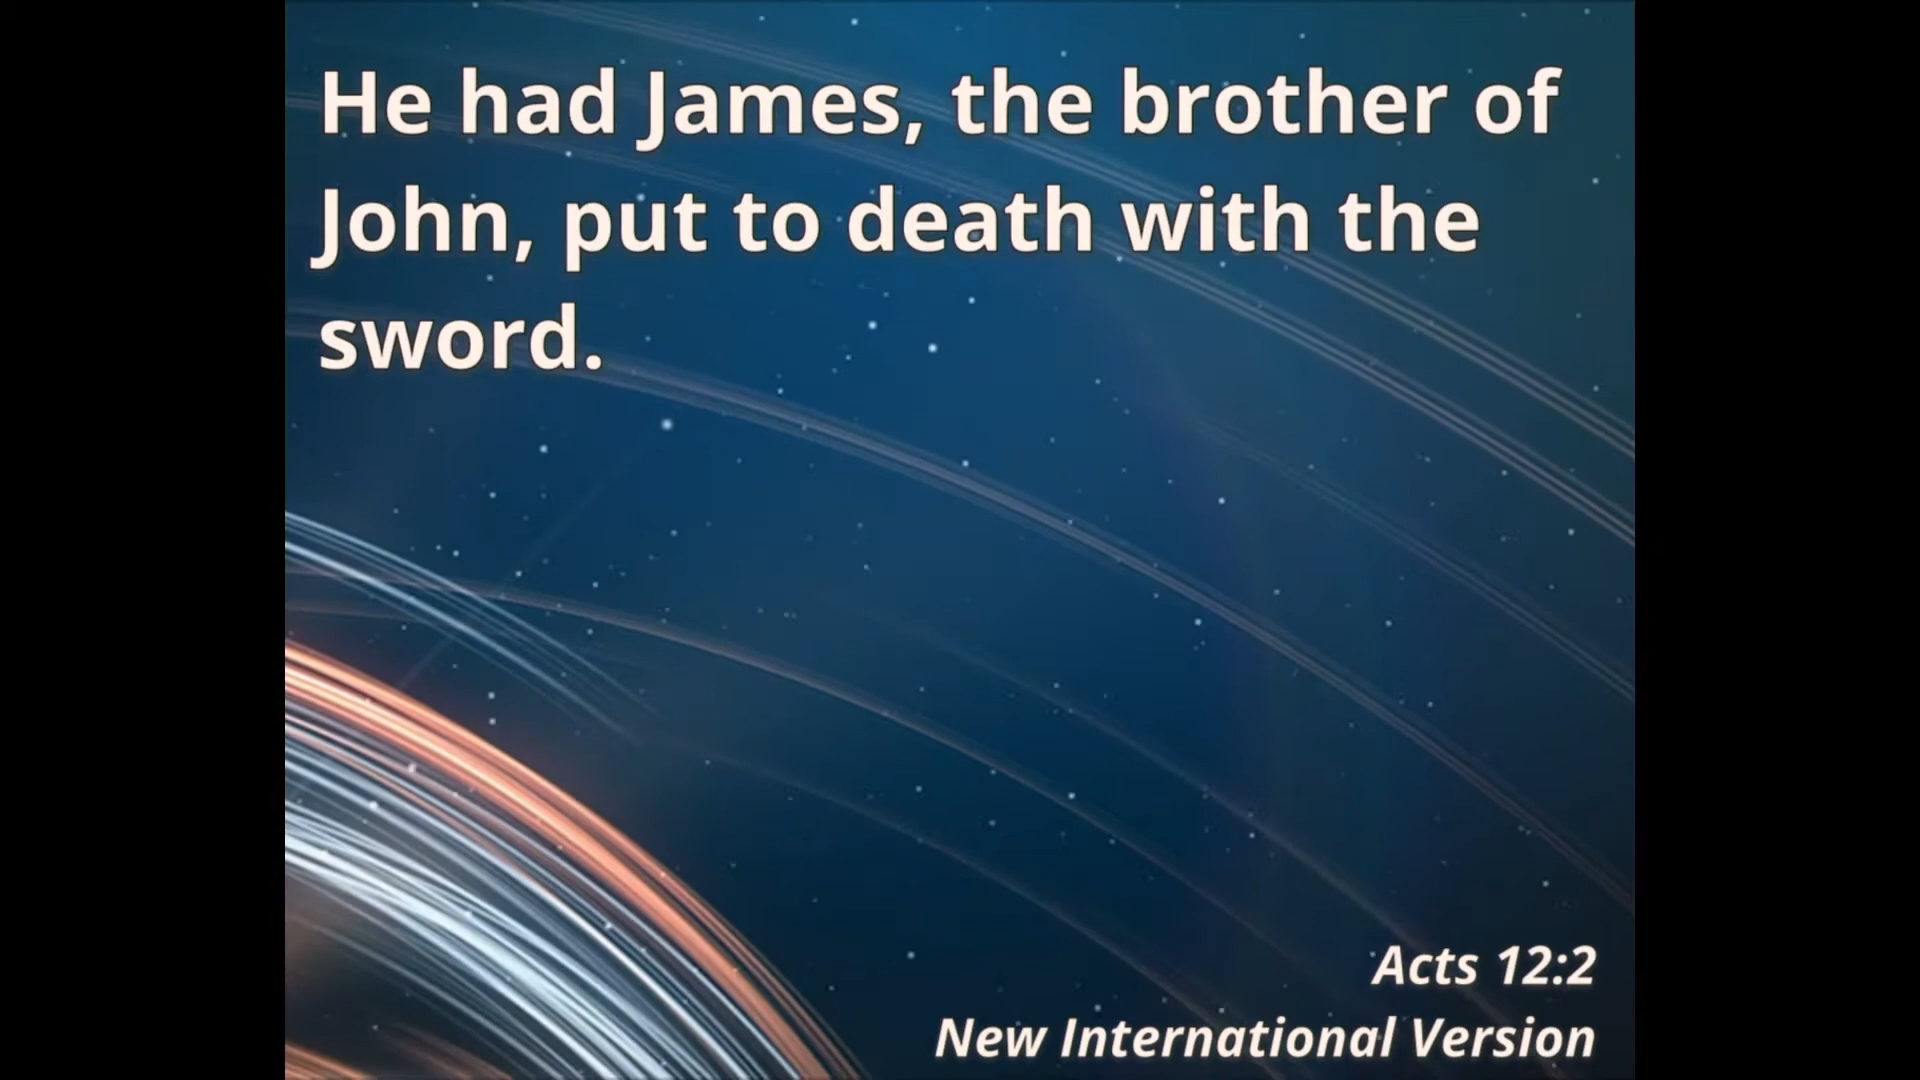 He had James, the brother of
John, put to death with the
sword.
Acts 12:2
New International Version